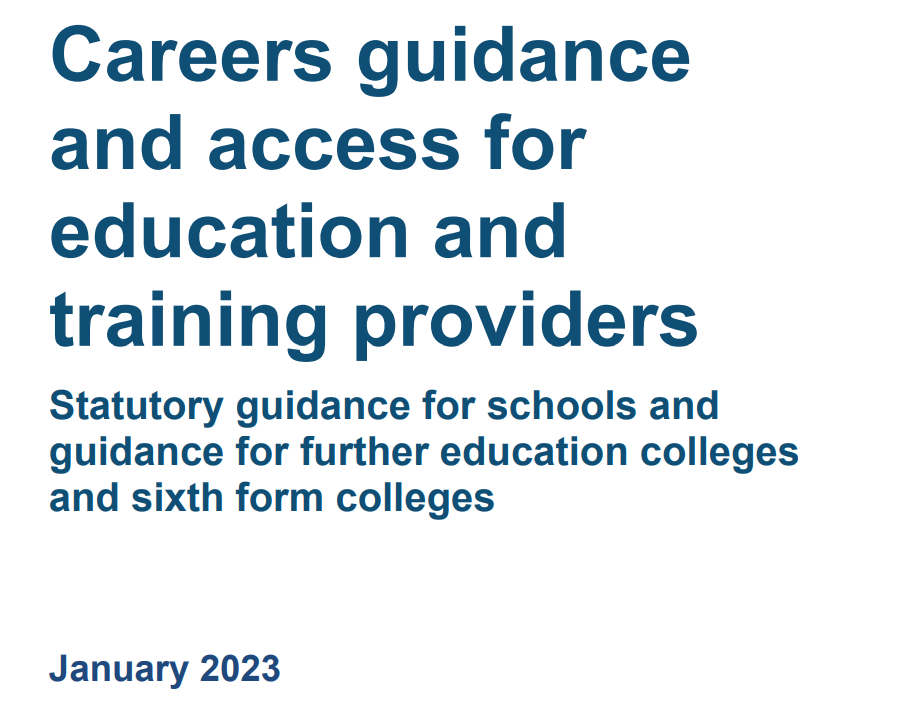 Careers guidance
and access for
education and
training providers
Statutory guidance for schools and
guidance for further education colleges
and sixth form colleges
January 2023